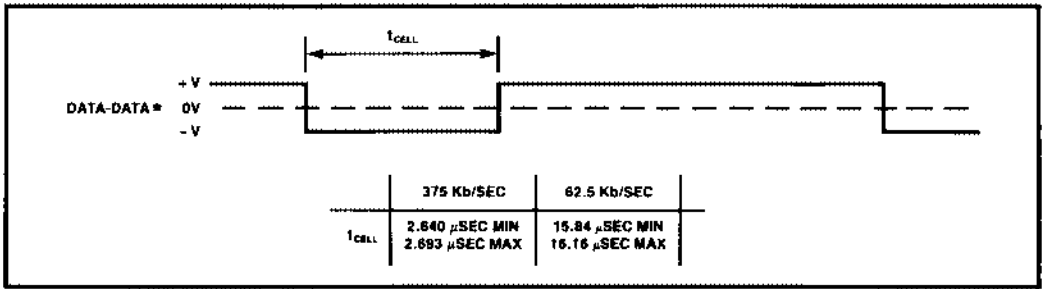 tCELL
+ V
DATA-DATA* 0V
- V
375 Kb/SEC 62.5 Kb/SEC
tCELL 2.640 µSEC MIN 15.84 µSEC MIN
2.693 µSEC MAX 16.16 µSEC MAX